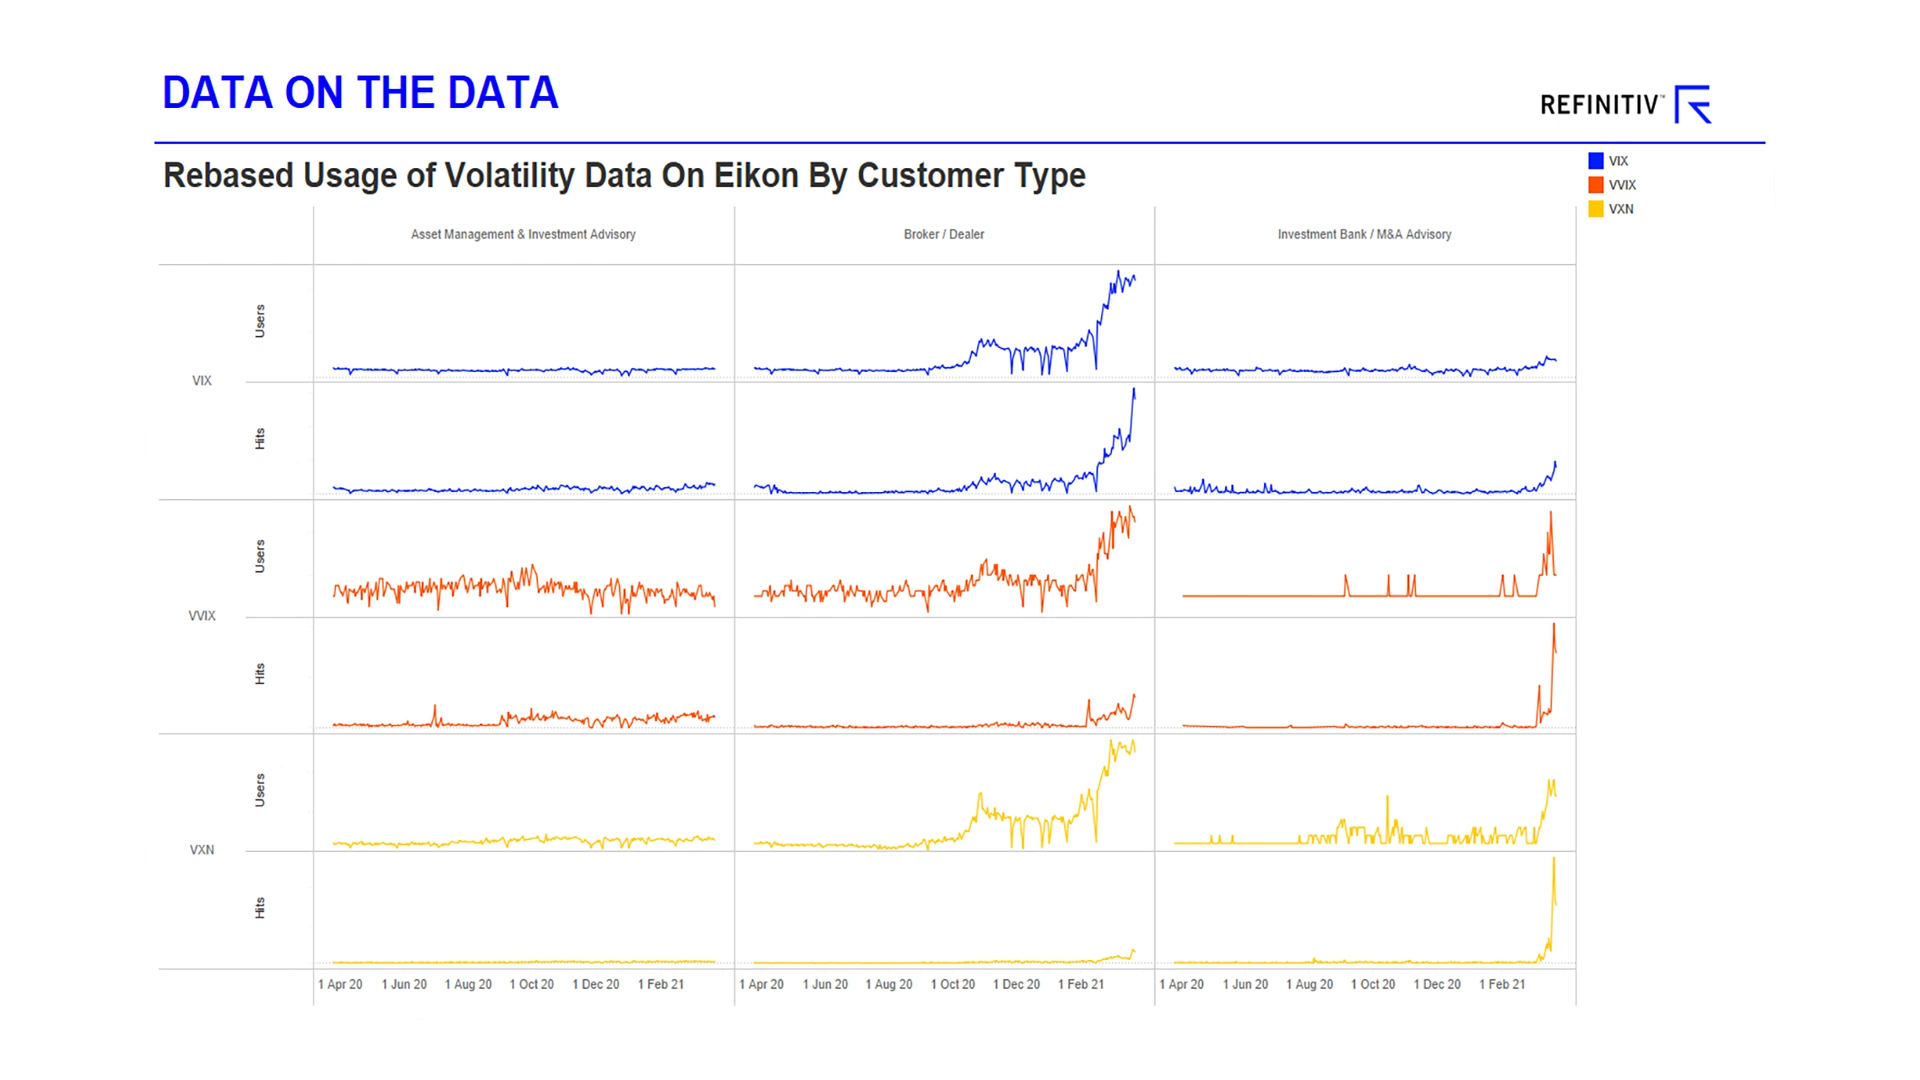 DATA ON THE DATA
REFINITIV™
Rebased Usage of Volatility Data On Eikon By Customer Type
VIX
VVIX
VXN
Asset Management & Investment Advisory
Broker / Dealer
Investment Bank / M&A Advisory
VIX
Users
Hits
VVIX
Users
Hits
VXN
Users
Hits
1 Apr 20 1 Jun 20 1 Aug 20 1 Oct 20 1 Dec 20 1 Feb 21 1 Apr 20 1 Jun 20 1 Aug 20 1 Oct 20 1 Dec 20 1 Feb 21 1 Apr 20 1 Jun 20 1 Aug 20 1 Oct 20 1 Dec 20 1 Feb 21